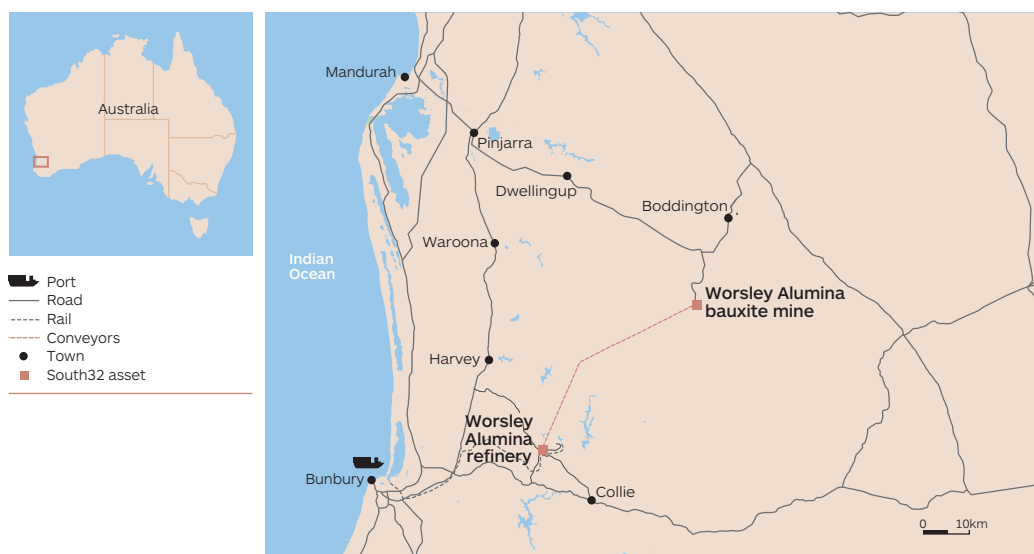 Australia
Port
Road
Rail
Conveyors
Town
South32 asset
Mandurah
Pinjarra
Dwellingup
Boddington
Waroona
Indian
Ocean
Worsley Alumina
bauxite mine
Harvey
Worsley
Alumina
refinery
Bunbury
Collie
0 10km